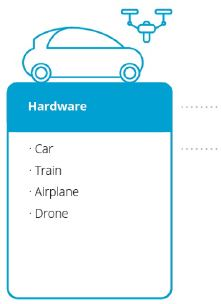 Hardware
· Car
· Train
· Airplane
· Drone